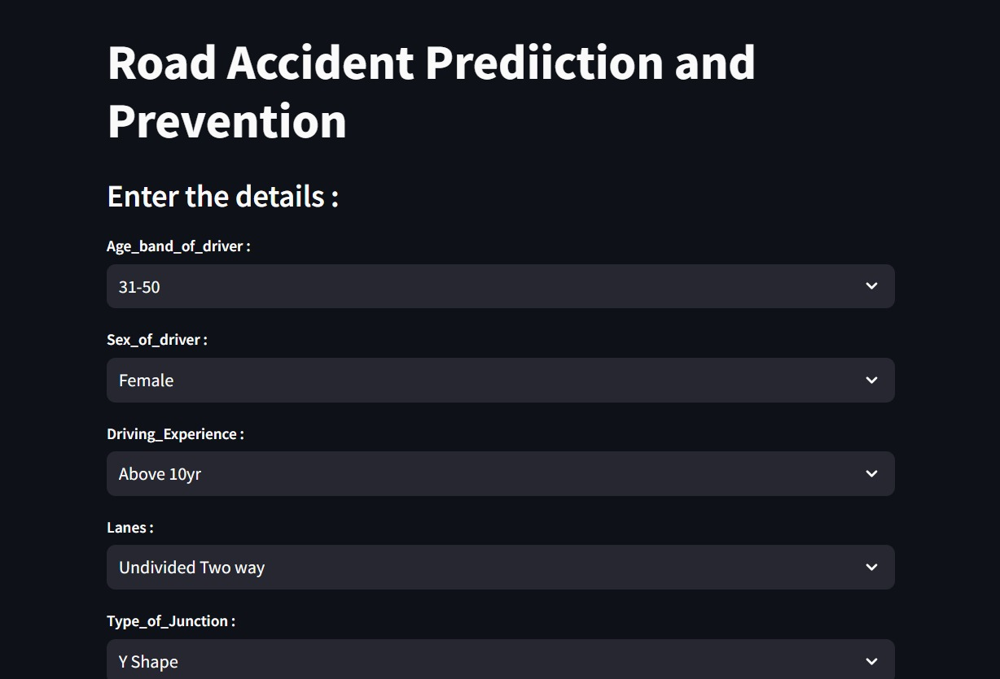 Road Accident Prediiction and
Prevention
Enter the details :
Age_band_of_driver :
31-50
Sex_of_driver :
Female
Driving_Experience :
Above 10yr
Lanes :
Undivided Two way
Type_of_Junction :
Y Shape